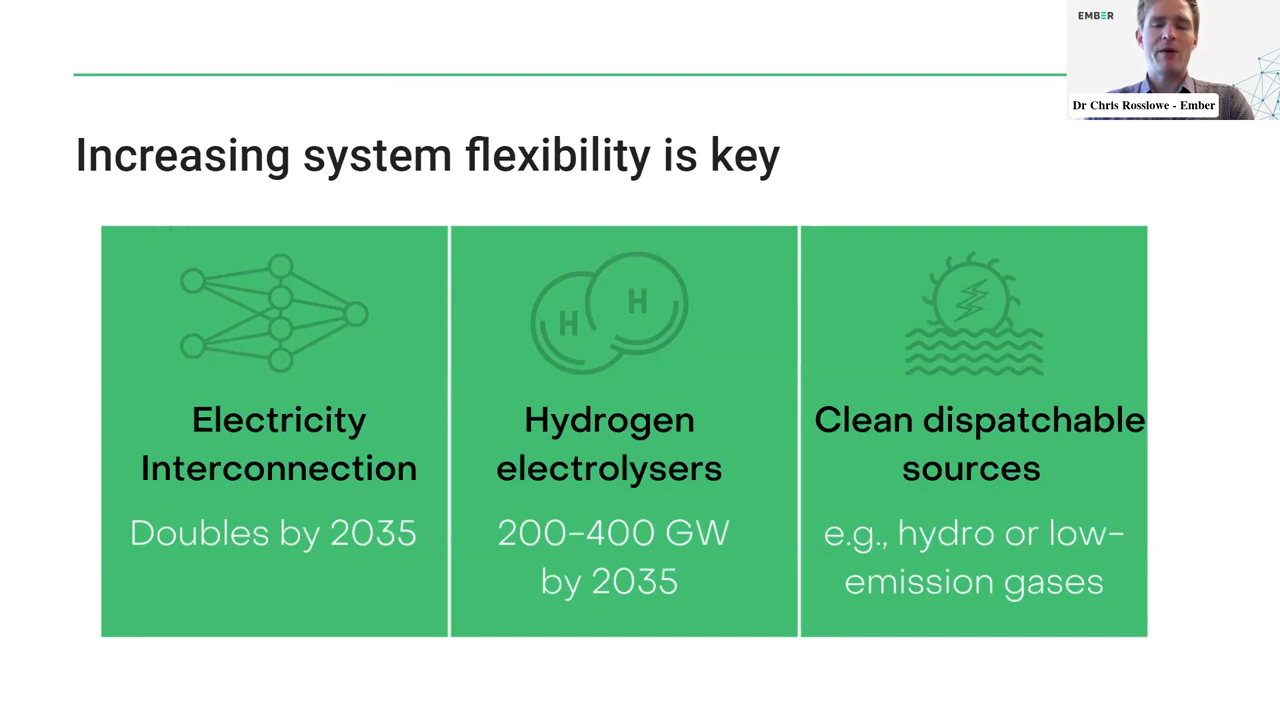 EMBER
Dr Chris Rosslowe - Ember
Increasing system flexibility is key
H
H
Electricity
Interconnection
Doubles by 2035
Hydrogen
electrolysers
200-400 GW
by 2035
Clean dispatchable
sources
e.g., hydro or low-
emission gases